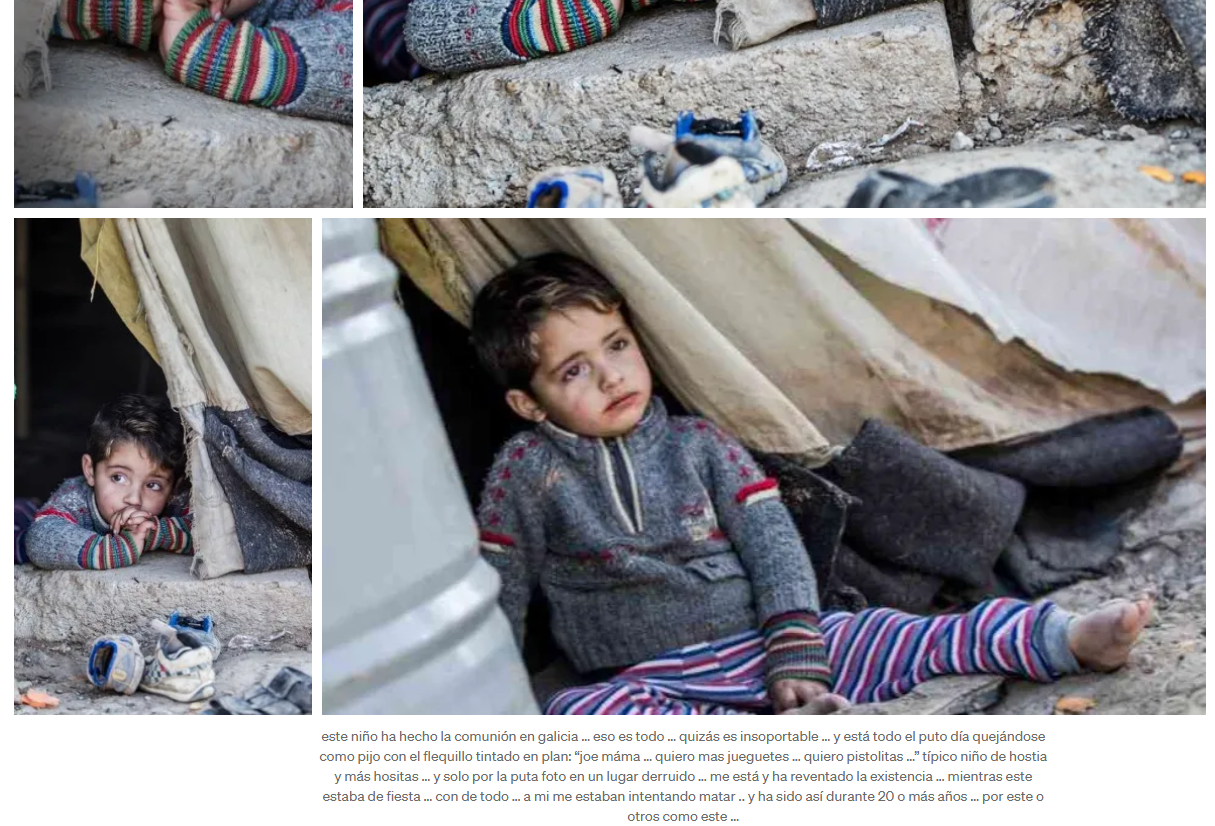 este niño ha hecho la comunión en galicia ... eso es todo ... quizás es insoportable ... y está todo el puto día quejándose
como pijo con el flequillo tintado en plan: “joe máma ... quiero mas jueguetes ... quiero pistolitas ...” típico niño de hostia
y más hositas ... y solo por la puta foto en un lugar derruido ... me está y ha reventado la existencia ... mientras este
estaba de fiesta ... con de todo ... a mi me estaban intentando matar .. y ha sido así durante 20 o más años ... por este o
otros como este ...